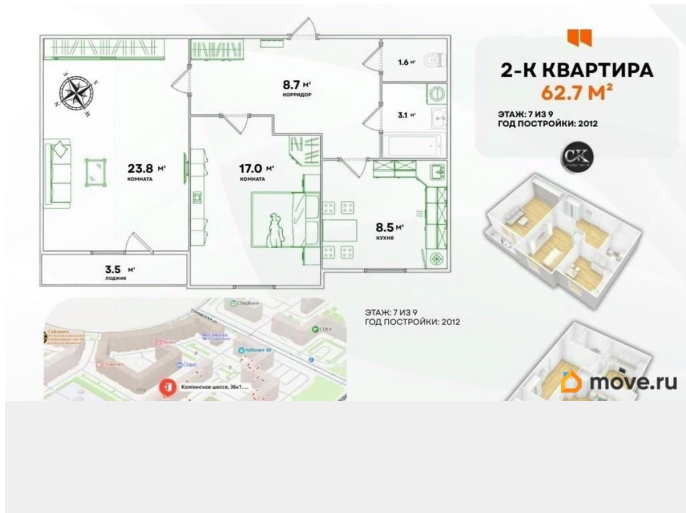 1.6 м²
8.7 м²
КОРРИДОР
3.1 м²
23.8 м²
КОМНАТА
17.0 м²
КОМНАТА
8.5 м²
КУХНЯ
3.5 м²
ЛОДЖИЯ
2-К КВАРТИРА
62.7 М²
ЭТАЖ: 7 ИЗ 9
ГОД ПОСТРОЙКИ: 2012
СК
ЭТАЖ: 7 ИЗ 9
ГОД ПОСТРОЙКИ: 2012
СберБанк
Колпинское шоссе, 36к1, ...
move.ru